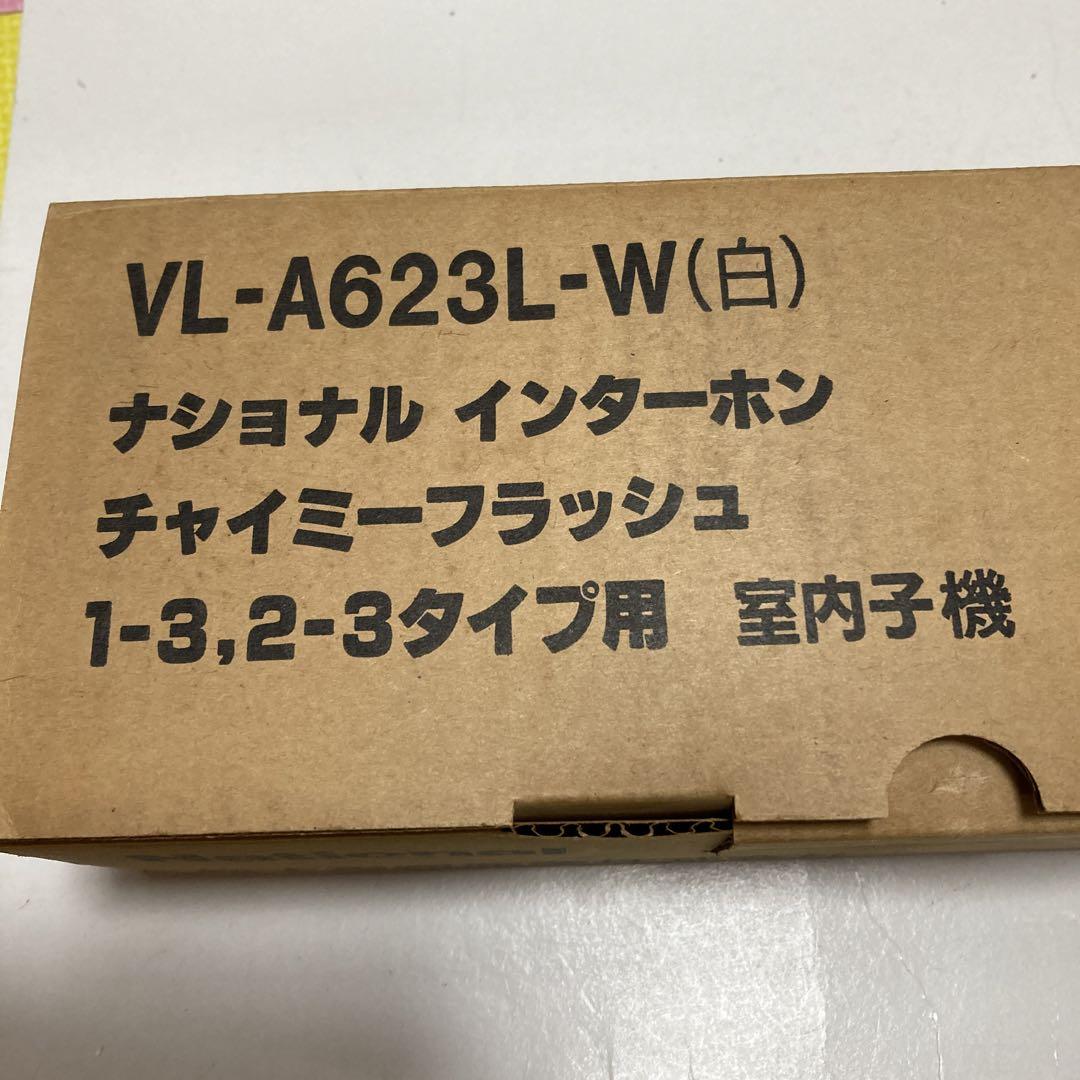 VL-A623L-W(白)
ナショナル インターホン
チャイミーフラッシュ
1-3,2-3タイプ用 室内子機
National